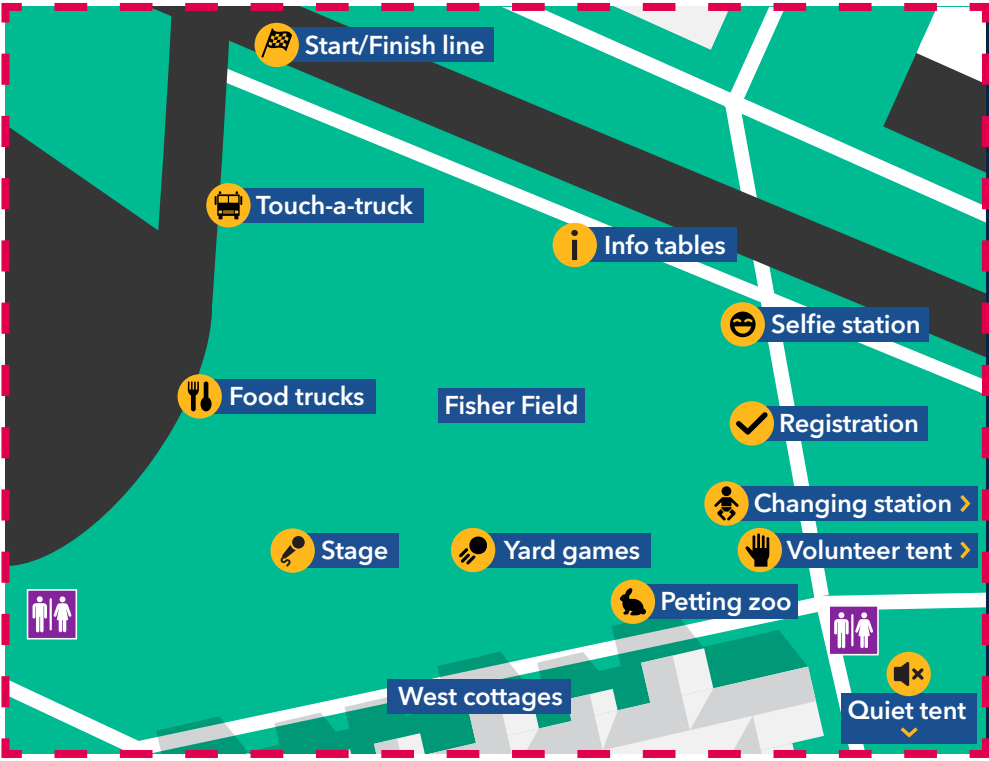 Start/Finish line
Touch-a-truck
Info tables
Selfie station
Food trucks
Fisher Field
Registration
Changing station
Stage
Yard games
Volunteer tent
Petting zoo
West cottages
Quiet tent